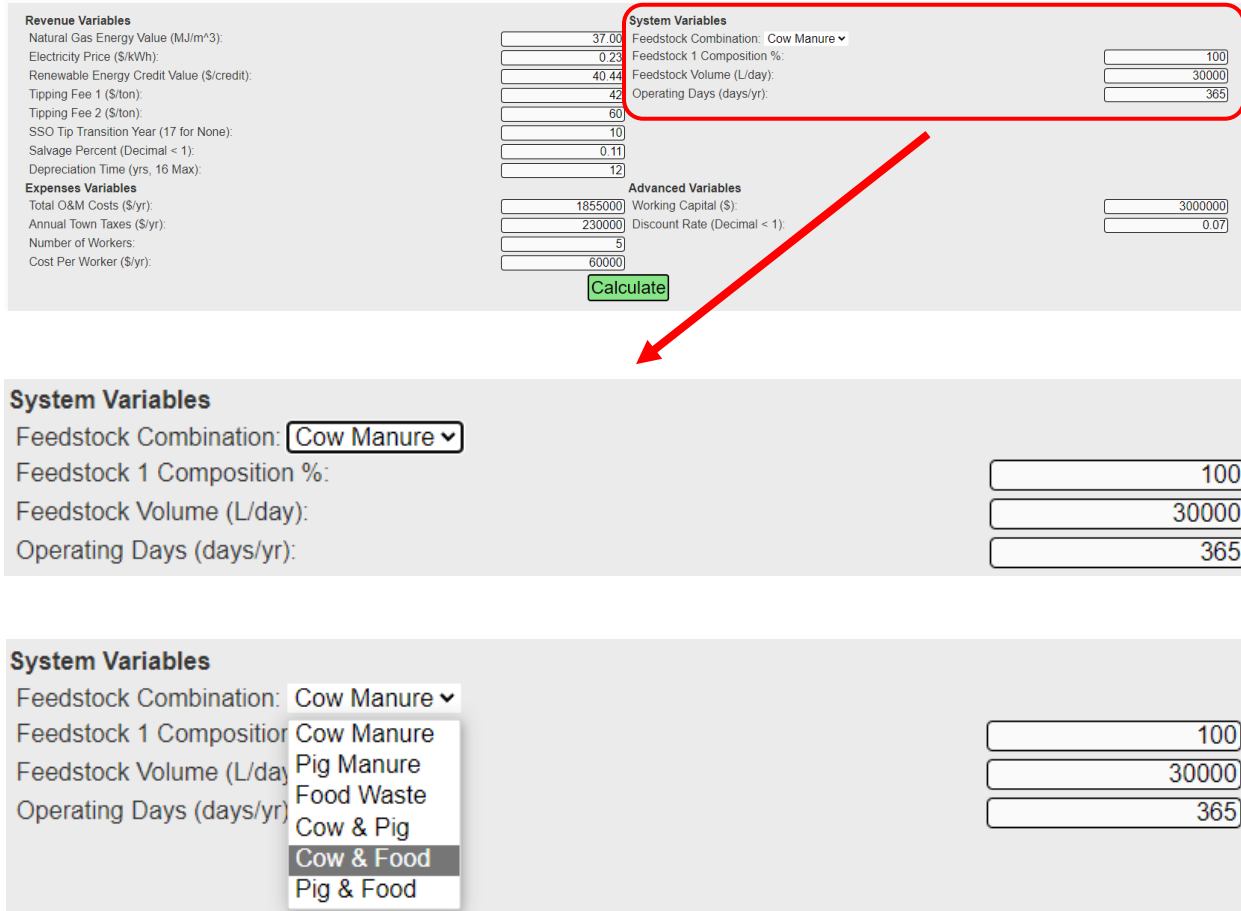 Revenue Variables
Natural Gas Energy Value (MJ/m^3): 37.00
Electricity Price ($/kWh): 0.23
Renewable Energy Credit Value ($/credit): 40.44
Tipping Fee 1 ($/ton): 42
Tipping Fee 2 ($/ton): 60
SSO Tip Transition Year (17 for None): 10
Salvage Percent (Decimal < 1): 0.11
Depreciation Time (yrs, 16 Max): 12
System Variables
Feedstock Combination: Cow Manure
Feedstock 1 Composition %: 100
Feedstock Volume (L/day): 30000
Operating Days (days/yr): 365
Expenses Variables
Total O&M Costs ($/yr): 1855000
Annual Town Taxes ($/yr): 230000
Number of Workers: 5
Cost Per Worker ($/yr): 60000
Advanced Variables
Working Capital ($): 3000000
Discount Rate (Decimal < 1): 0.07
Calculate
System Variables
Feedstock Combination: Cow Manure
Feedstock 1 Composition %: 100
Feedstock Volume (L/day): 30000
Operating Days (days/yr): 365
System Variables
Feedstock Combination: Cow Manure
Feedstock 1 Composition 100
Feedstock Volume (L/day 30000
Operating Days (days/yr) 365
Cow Manure
Pig Manure
Food Waste
Cow & Pig
Cow & Food
Pig & Food